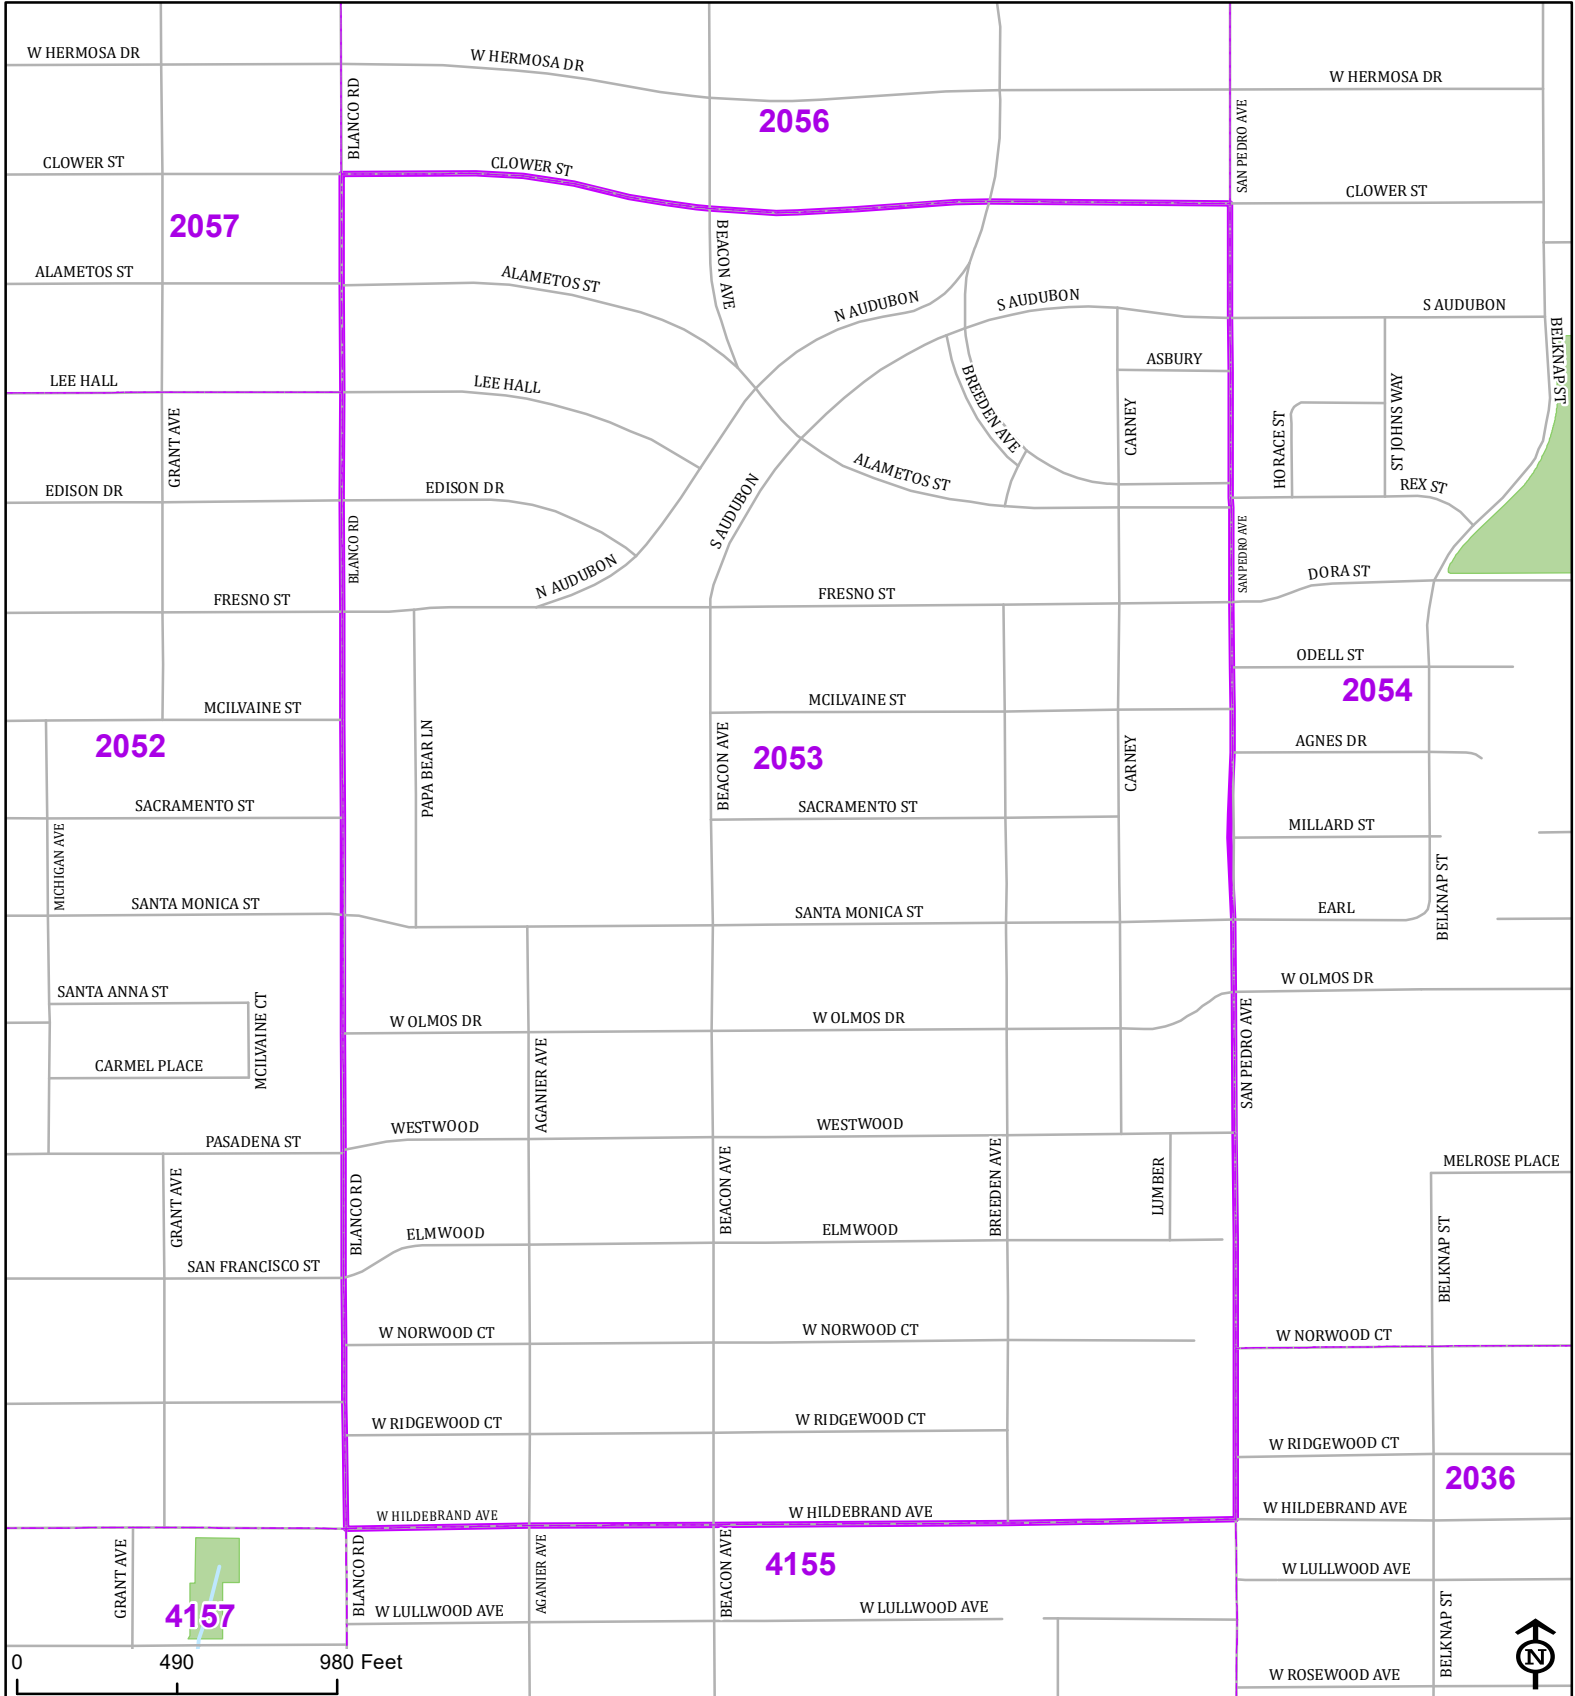 W HERMOSA DR
W HERMOSA DR
W HERMOSA DR
BLANCO RD
SAN PEDRO AVE
2056
CLOWER ST
CLOWER ST
CLOWER ST
2057
BEACON AVE
ALAMETOS ST
ALAMETOS ST
N AUDUBON
S AUDUBON
S AUDUBON
BELKNAP ST
ASBURY
LEE HALL
LEE HALL
BREEDEN AVE
CARNEY
HORACE ST
ST JOHNS WAY
GRANT AVE
EDISON DR
EDISON DR
ALAMETOS ST
REX ST
S AUDUBON
BLANCO RD
SAN PEDRO AVE
N AUDUBON
DORA ST
FRESNO ST
FRESNO ST
ODELL ST
2054
MCILVAINE ST
MCILVAINE ST
2052
PAPA BEAR LN
BEACON AVE
2053
CARNEY
AGNES DR
SACRAMENTO ST
SACRAMENTO ST
MILLARD ST
MICHIGAN AVE
BELKNAP ST
SANTA MONICA ST
SANTA MONICA ST
EARL
SANTA ANNA ST
MCILVAINE CT
W OLMOS DR
W OLMOS DR
W OLMOS DR
SAN PEDRO AVE
CARMEL PLACE
AGANIER AVE
PASADENA ST
WESTWOOD
WESTWOOD
MELROSE PLACE
GRANT AVE
BLANCO RD
BEACON AVE
BREEDEN AVE
LUMBER
ELMWOOD
ELMWOOD
BELKNAP ST
SAN FRANCISCO ST
W NORWOOD CT
W NORWOOD CT
W NORWOOD CT
W RIDGEWOOD CT
W RIDGEWOOD CT
W RIDGEWOOD CT
2036
W HILDEBRAND AVE
W HILDEBRAND AVE
W HILDEBRAND AVE
GRANT AVE
BLANCO RD
AGANIER AVE
BEACON AVE
4155
W LULLWOOD AVE
4157
W LULLWOOD AVE
W LULLWOOD AVE
BELKNAP ST
W ROSEWOOD AVE
N
0 490 980 Feet